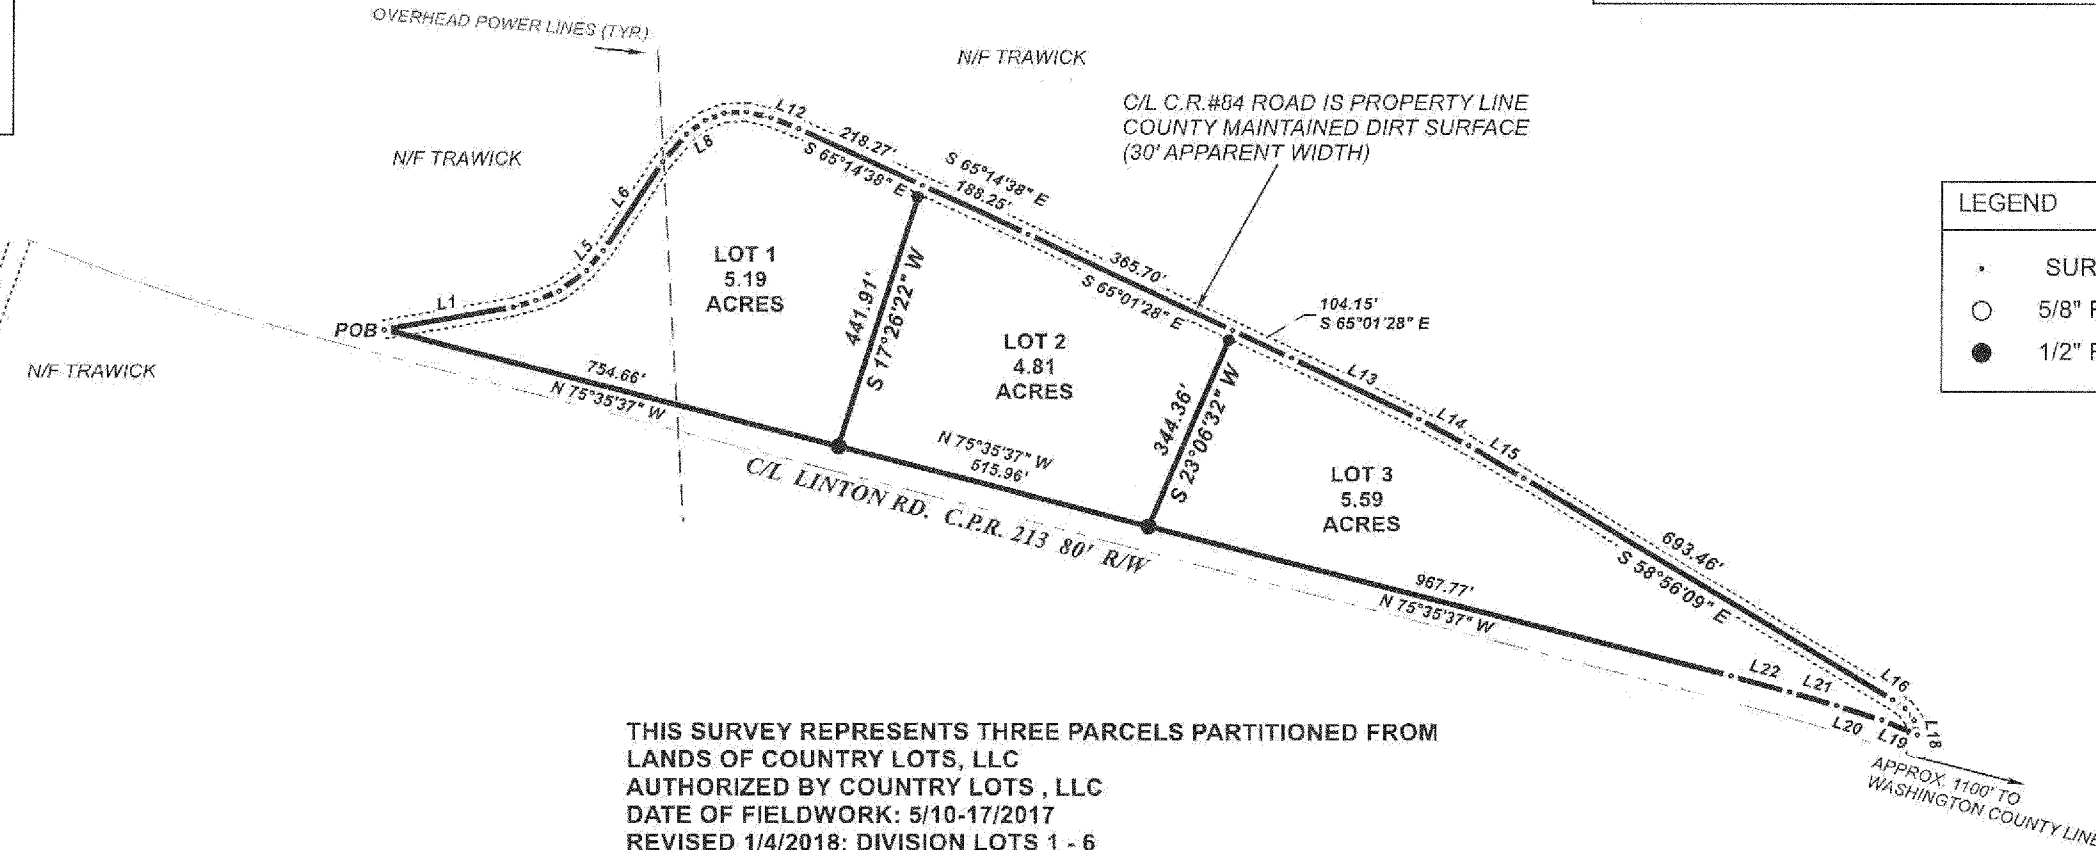 OVERHEAD POWER LINES (TYP.)
N/F TRAWICK
C/L C.R.#84 ROAD IS PROPERTY LINE
COUNTY MAINTAINED DIRT SURFACE
(30' APPARENT WIDTH)
N/F TRAWICK
N/F TRAWICK
L12
L8
L6
L5
L1
POB
218.27'
S 65°14'38" E
S 65°14'38" E
188.25'
365.70'
S 65°01'28" E
104.15'
S 65°01'28" E
L13
L14
L15
693.46'
S 58°56'09" E
L16
L18
L19
L20
L21
L22
LOT 1
5.19
ACRES
441.91'
S 17°26'22" W
LOT 2
4.81
ACRES
344.36'
S 23°06'32" W
LOT 3
5.59
ACRES
754.66'
N 75°35'37" W
N 75°35'37" W
515.96'
967.77'
N 75°35'37" W
C/L LINTON RD. C.P.R. 213 80' R/W
APPROX. 1100' TO
WASHINGTON COUNTY LINE
LEGEND
SUR
5/8" F
1/2" F
THIS SURVEY REPRESENTS THREE PARCELS PARTITIONED FROM
LANDS OF COUNTRY LOTS, LLC
AUTHORIZED BY COUNTRY LOTS , LLC
DATE OF FIELDWORK: 5/10-17/2017
REVISED 1/4/2018: DIVISION LOTS 1 - 6